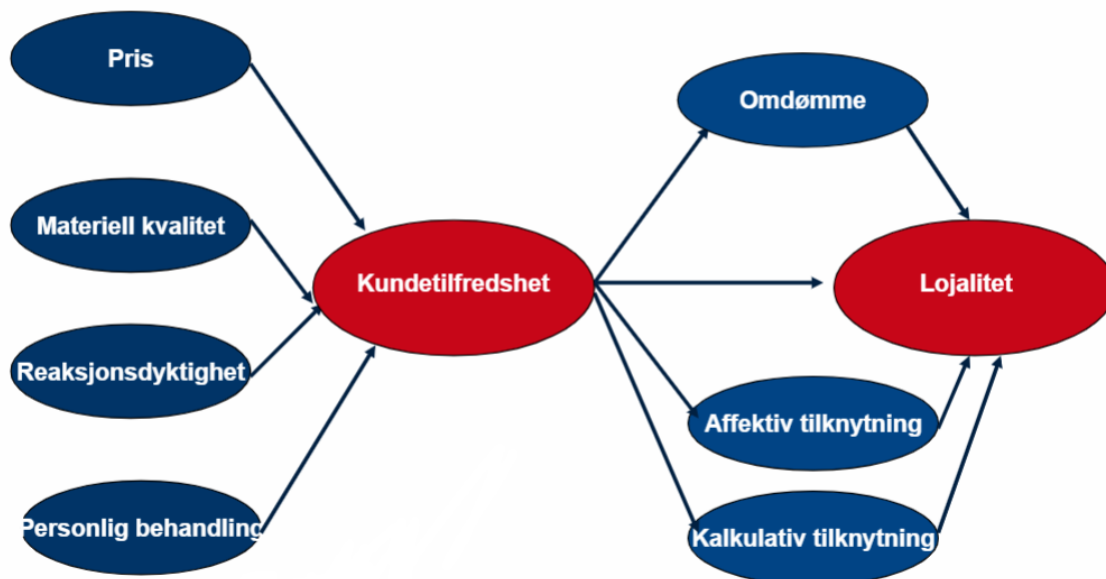 Pris
Materiell kvalitet
Reaksjonsdyktighet
Personlig behandling
Kundetilfredshet
Omdømme
Lojalitet
Affektiv tilknytning
Kalkulativ tilknytning